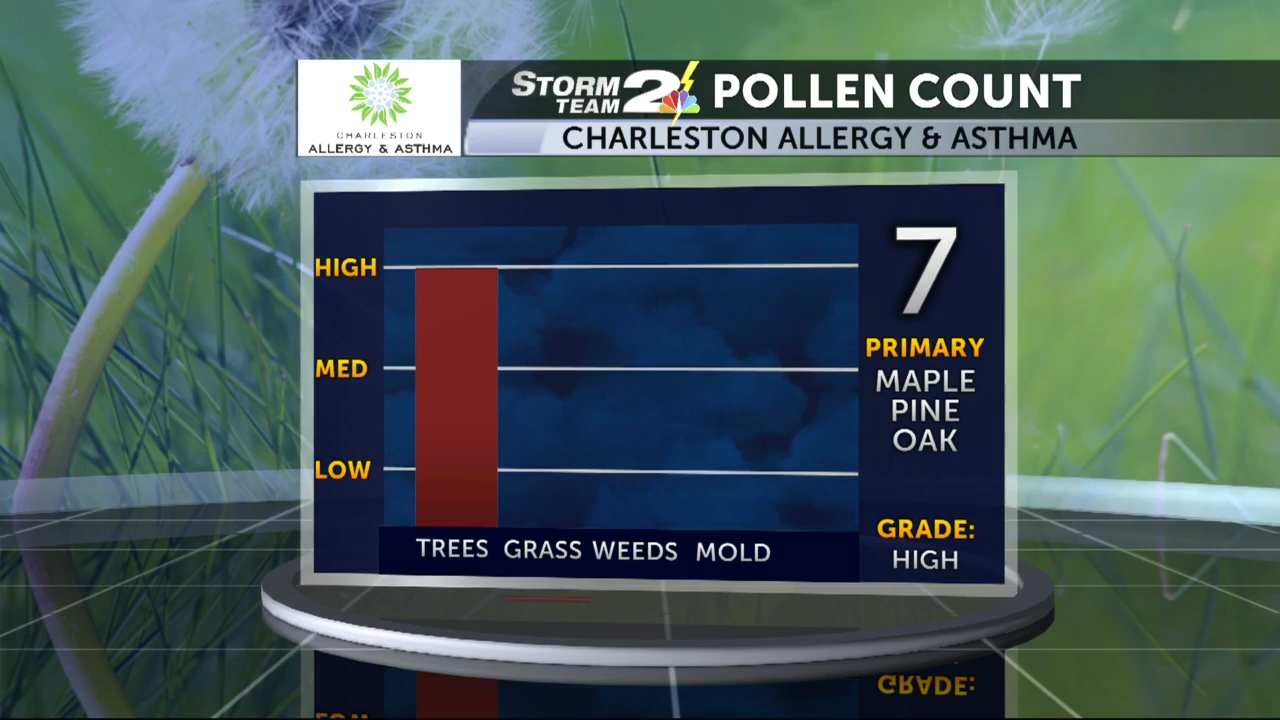 CHARLESTON
ALLERGY & ASTHMA
STORM
TEAM 2
POLLEN COUNT
CHARLESTON ALLERGY & ASTHMA
HIGH
MED
LOW
TREES GRASS WEEDS MOLD
7
PRIMARY
MAPLE
PINE
OAK
GRADE:
HIGH